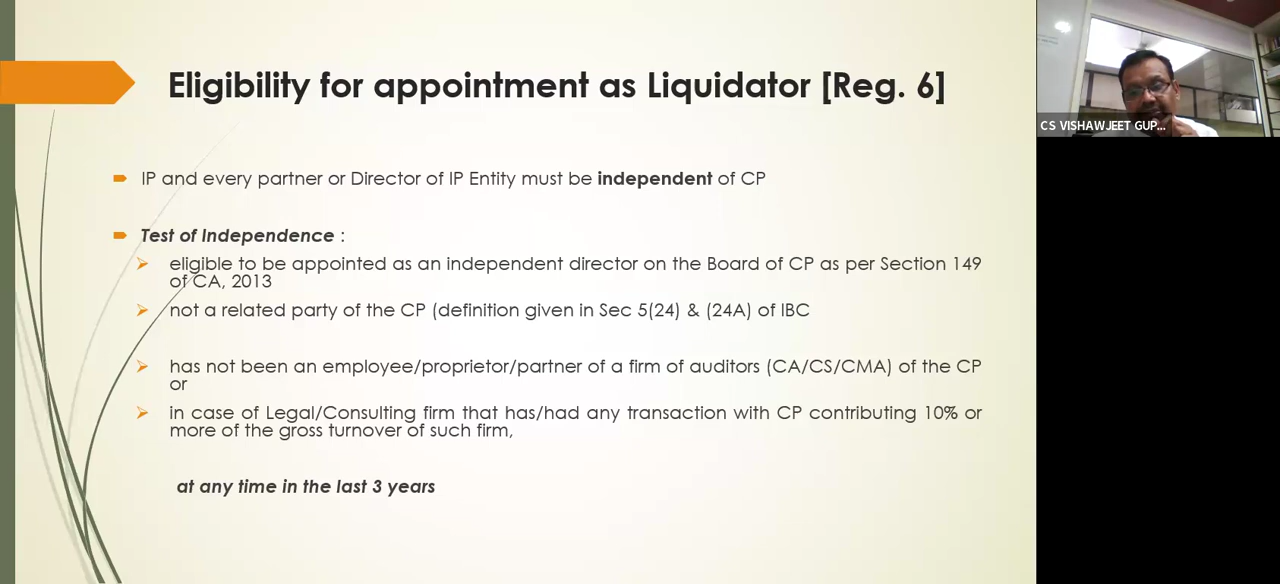 Eligibility for appointment as Liquidator [Reg. 6]
IP and every partner or Director of IP Entity must be independent of CP
Test of Independence :
eligible to be appointed as an independent director on the Board of CP as per Section 149
of CA, 2013
not a related party of the CP (definition given in Sec 5(24) & (24A) of IBC
has not been an employee/proprietor/partner of a firm of auditors (CA/CS/CMA) of the CP
or
in case of Legal/Consulting firm that has/had any transaction with CP contributing 10% or
more of the gross turnover of such firm,
at any time in the last 3 years
CS VISHAWJEET GUP...